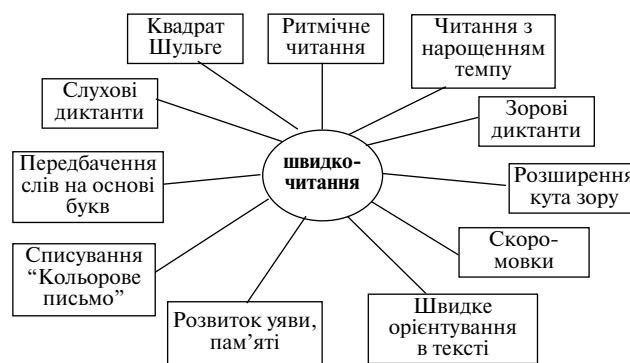 Квадрат
Шульге
Ритмічне
читання
Читання з
нарощенням
темпу
Слухові
диктанти
Зорові
диктанти
швидко-
читання
Передбачення
слів на основі
букв
Розширення
кута зору
Списування
“Кольорове
письмо”
Скоро-
мовки
Розвиток уяви,
пам’яті
Швидке
орієнтування
в тексті